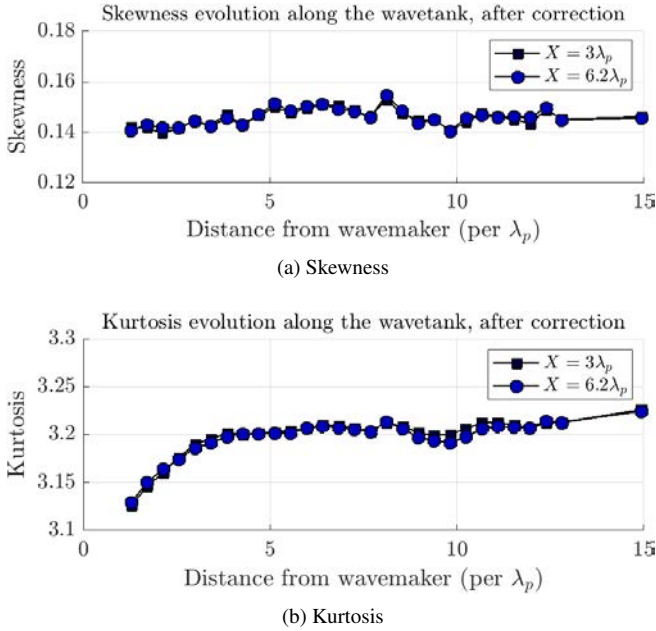 Skewness evolution along the wavetank, after correction
0.18
0.16
0.14
0.12
Skewness
X = 3λp
X = 6.2λp
0 5 10 15
Distance from wavemaker (per λp)
(a) Skewness
Kurtosis evolution along the wavetank, after correction
3.3
3.25
3.2
3.15
3.1
Kurtosis
X = 3λp
X = 6.2λp
0 5 10 15
Distance from wavemaker (per λp)
(b) Kurtosis